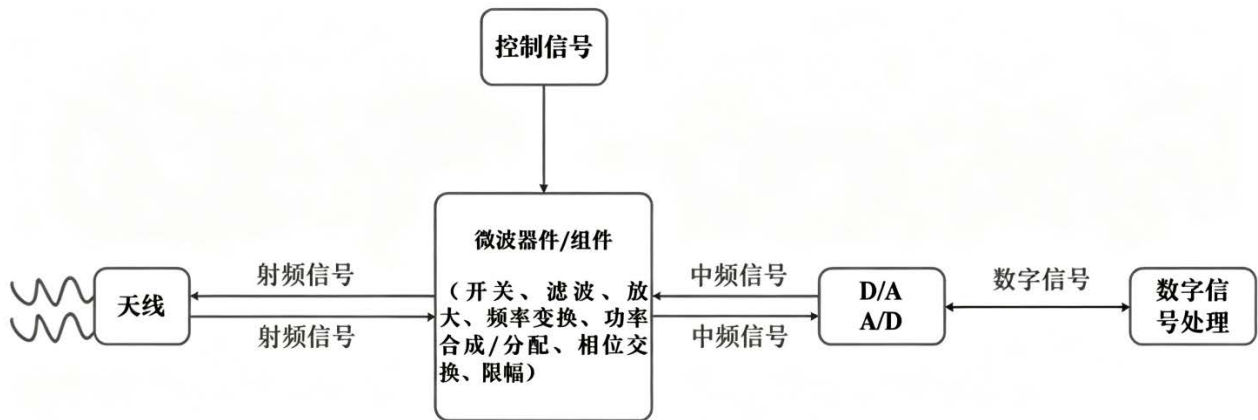 控制信号
微波器件/组件
(开关、滤波、放
大、频率变换、功率
合成/分配、相位交
换、限幅)
射频信号
射频信号
天线
中频信号
中频信号
D/A
A/D
数字信号
数字信
号处理